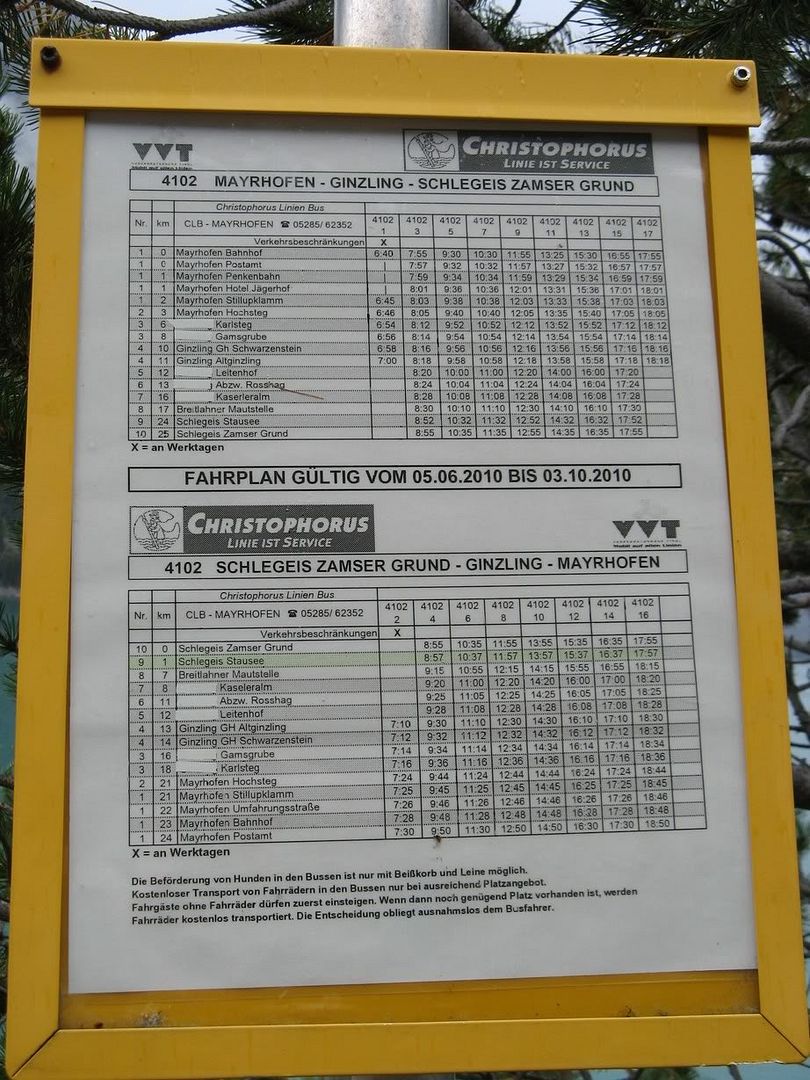 VVT
CHRISTOPHORUS
LINIE IST SERVICE
4102 MAYRHOFEN - GINZLING - SCHLEGEIS ZAMSER GRUND
Christophorus Linien Bus
Nr. km CLB - MAYRHOFEN ☎ 05285/ 62352 4102 1 4102 3 4102 5 4102 7 4102 9 4102 11 4102 13 4102 15 4102 17
Verkehrsbeschränkungen X
1 0 Mayrhofen Bahnhof 6:40 7:55 9:30 10:30 11:55 13:25 15:30 16:55 17:55
1 0 Mayrhofen Postamt | 7:57 9:32 10:32 11:57 13:27 15:32 16:57 17:57
1 1 Mayrhofen Penkenbahn | 7:59 9:34 10:34 11:59 13:29 15:34 16:59 17:59
1 1 Mayrhofen Hotel Jägerhof | 8:01 9:36 10:36 12:01 13:31 15:36 17:01 18:01
1 2 Mayrhofen Stillupklamm 6:45 8:03 9:38 10:38 12:03 13:33 15:38 17:03 18:03
2 3 Mayrhofen Hochsteg 6:46 8:05 9:40 10:40 12:05 13:35 15:40 17:05 18:05
3 6 Karlsteg 6:54 8:12 9:52 10:52 12:12 13:52 15:52 17:12 18:12
3 8 Gamsgrube 6:56 8:14 9:54 10:54 12:14 13:54 15:54 17:14 18:14
4 10 Ginzling Gh Schwarzenstein 6:58 8:16 9:56 10:56 12:16 13:56 15:56 17:16 18:16
4 11 Ginzling Altginzling 7:00 8:18 9:58 10:58 12:18 13:58 15:58 17:18 18:18
5 12 Leitenhof 8:20 10:00 11:00 12:20 14:00 16:00 17:20
6 13 Abzw. Rosshag 8:24 10:04 11:04 12:24 14:04 16:04 17:24
7 16 Kaserleralm 8:28 10:08 11:08 12:28 14:08 16:08 17:28
8 17 Breitlahner Mautstelle 8:30 10:10 11:10 12:30 14:10 16:10 17:30
9 24 Schlegeis Stausee 8:52 10:32 11:32 12:52 14:32 16:32 17:52
10 25 Schlegeis Zamser Grund 8:55 10:35 11:35 12:55 14:35 16:35 17:55
X = an Werktagen
FAHRPLAN GÜLTIG VOM 05.06.2010 BIS 03.10.2010
CHRISTOPHORUS
LINIE IST SERVICE
VVT
4102 SCHLEGEIS ZAMSER GRUND - GINZLING - MAYRHOFEN
Christophorus Linien Bus
Nr. km CLB - MAYRHOFEN ☎ 05285/ 62352 4102 2 4102 4 4102 6 4102 8 4102 10 4102 12 4102 14 4102 16
Verkehrsbeschränkungen X
10 0 Schlegeis Zamser Grund 8:55 10:35 11:55 13:55 15:35 16:35 17:55
9 1 Schlegeis Stausee 8:57 10:37 11:57 13:57 15:37 16:37 17:57
8 7 Breitlahner Mautstelle 9:15 10:55 12:15 14:15 15:55 16:55 18:15
7 8 Kaseleralm 9:20 11:00 12:20 14:20 16:00 17:00 18:20
6 11 Abzw. Rosshag 9:25 11:05 12:25 14:25 16:05 17:05 18:25
5 12 Leitenhof 9:28 11:08 12:28 14:28 16:08 17:08 18:28
4 13 Ginzling GH Altginzling 7:10 9:30 11:10 12:30 14:30 16:10 17:10 18:30
4 14 Ginzling GH Schwarzenstein 7:12 9:32 11:12 12:32 14:32 16:12 17:12 18:32
3 16 Gamsgrube 7:14 9:34 11:14 12:34 14:34 16:14 17:14 18:34
3 18 Karlsteg 7:16 9:36 11:16 12:36 14:36 16:16 17:16 18:36
2 21 Mayrhofen Hochsteg 7:24 9:44 11:24 12:44 14:44 16:24 17:24 18:44
1 21 Mayrhofen Stillupklamm 7:25 9:45 11:25 12:45 14:45 16:25 17:25 18:45
1 22 Mayrhofen Umfahrungsstraße 7:26 9:46 11:26 12:46 14:46 16:26 17:26 18:46
1 23 Mayrhofen Bahnhof 7:28 9:48 11:28 12:48 14:48 16:28 17:28 18:48
1 24 Mayrhofen Postamt 7:30 9:50 11:30 12:50 14:50 16:30 17:30 18:50
X = an Werktagen
Die Beförderung von Hunden in den Bussen ist nur mit Beißkorb und Leine möglich.
Kostenloser Transport von Fahrrädern in den Bussen nur bei ausreichend Platzangebot.
Fahrgäste ohne Fahrräder dürfen zuerst einsteigen. Wenn dann noch genügend Platz vorhanden ist, werden
Fahrräder kostenlos transportiert. Die Entscheidung obliegt ausnahmslos dem Busfahrer.